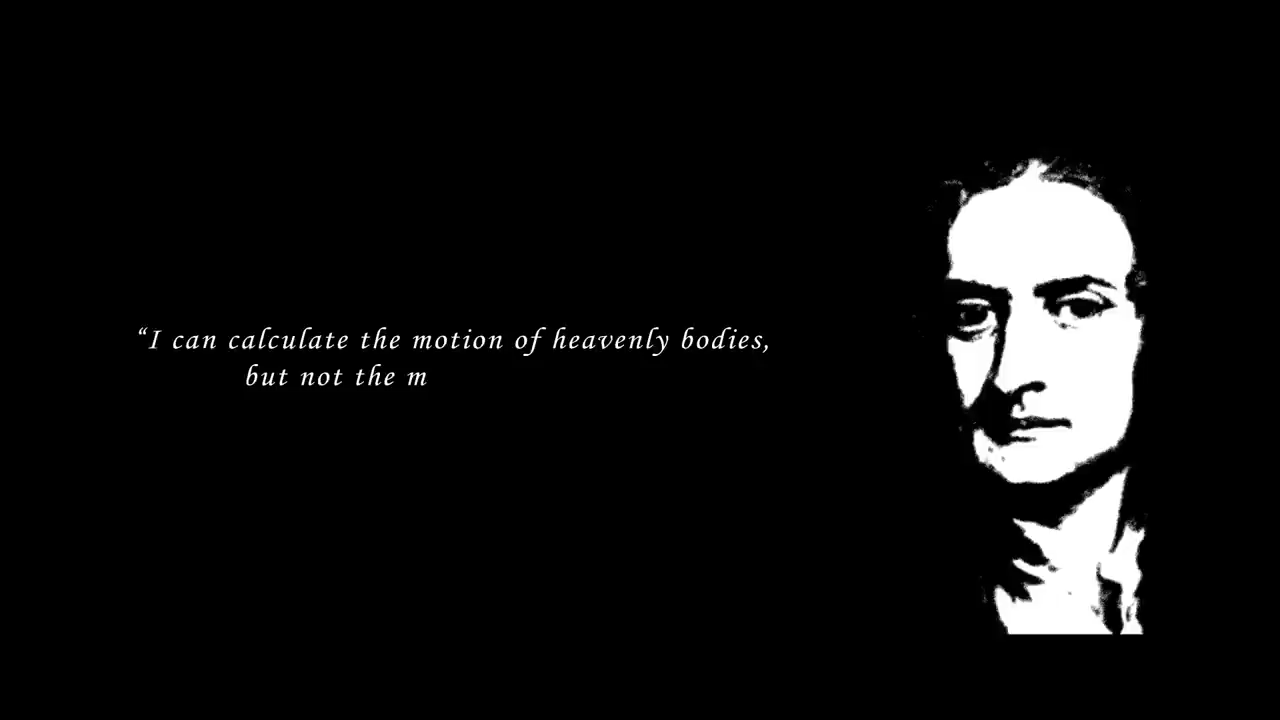 “I can calculate the motion of heavenly bodies,
but not the m